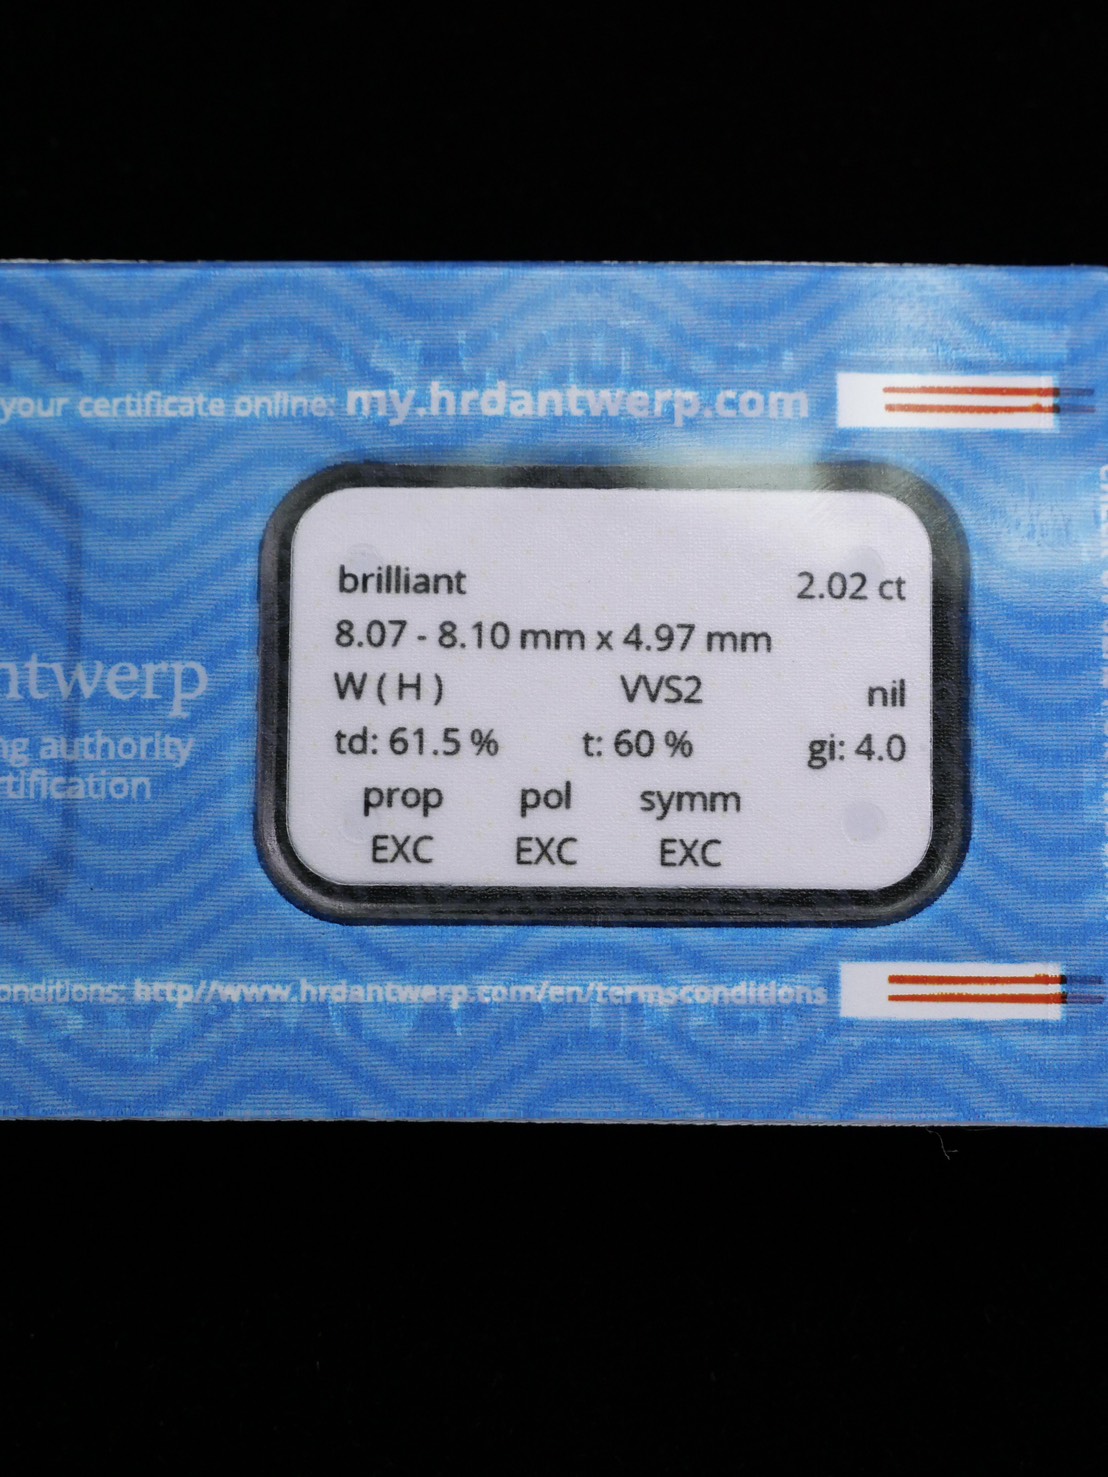 your certificate online: my.hrdantwerp.com
brilliant 2.02 ct
8.07 - 8.10 mm x 4.97 mm
W ( H ) VVS2 nil
td: 61.5 % t: 60 % gi: 4.0
prop pol symm
EXC EXC EXC
ntwerp
ng authority
rtification
onditions: http//www.hrdantwerp.com/en/termsconditions